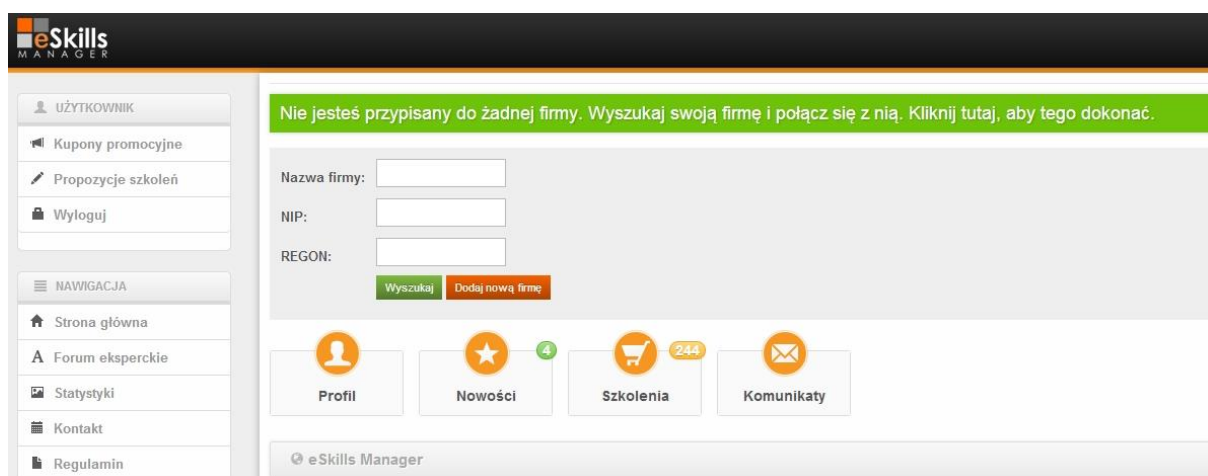 eSkills
MANAGER
UŻYTKOWNIK
Kupony promocyjne
Propozycje szkoleń
Wyloguj
NAWIGACJA
Strona główna
Forum eksperckie
Statystyki
Kontakt
Regulamin
Nie jesteś przypisany do żadnej firmy. Wyszukaj swoją firmę i połącz się z nią. Kliknij tutaj, aby tego dokonać.
Nazwa firmy:
NIP:
REGON:
Wyszukaj Dodaj nową firmę
4 244
Profil Nowości Szkolenia Komunikaty
eSkills Manager